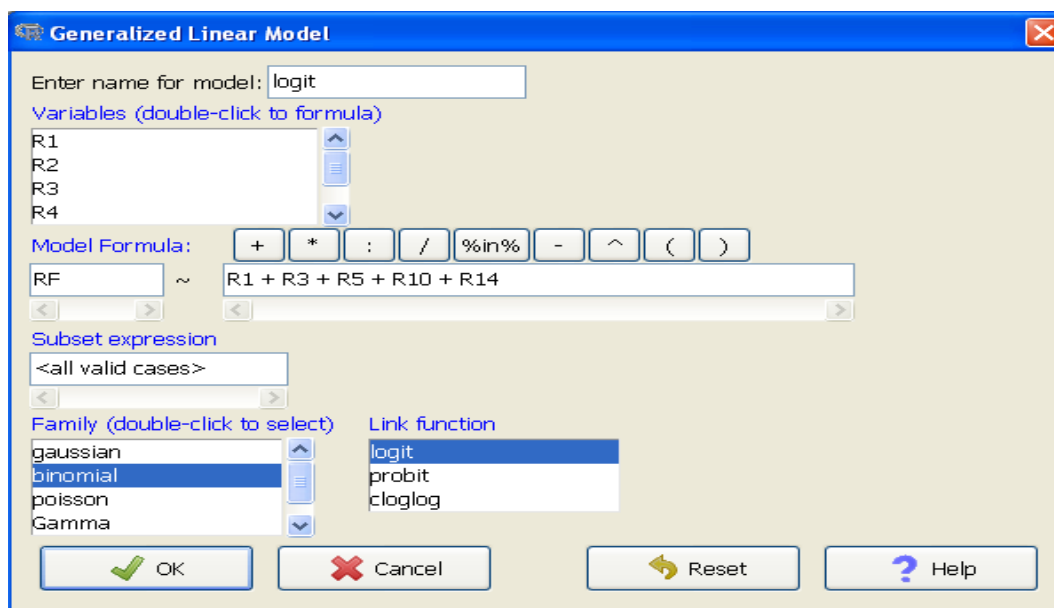 Generalized Linear Model
Enter name for model: logit
Variables (double-click to formula)
R1
R2
R3
R4
Model Formula: + * : / %in% - ^ ( )
RF ~ R1 + R3 + R5 + R10 + R14
Subset expression
<all valid cases>
Family (double-click to select) Link function
gaussian logit
binomial probit
poisson cloglog
Gamma
OK Cancel Reset ? Help